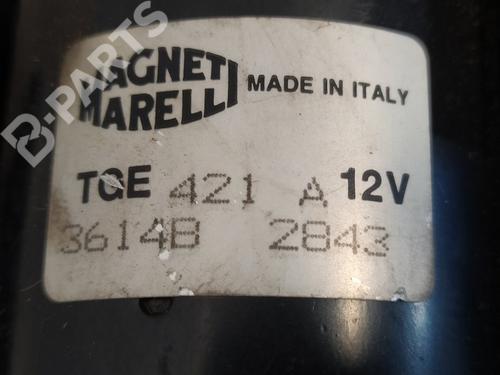 MAGNETI
MARELLI
MADE IN ITALY
B-PARTS
TGE 421 A 12V
3614B 2843